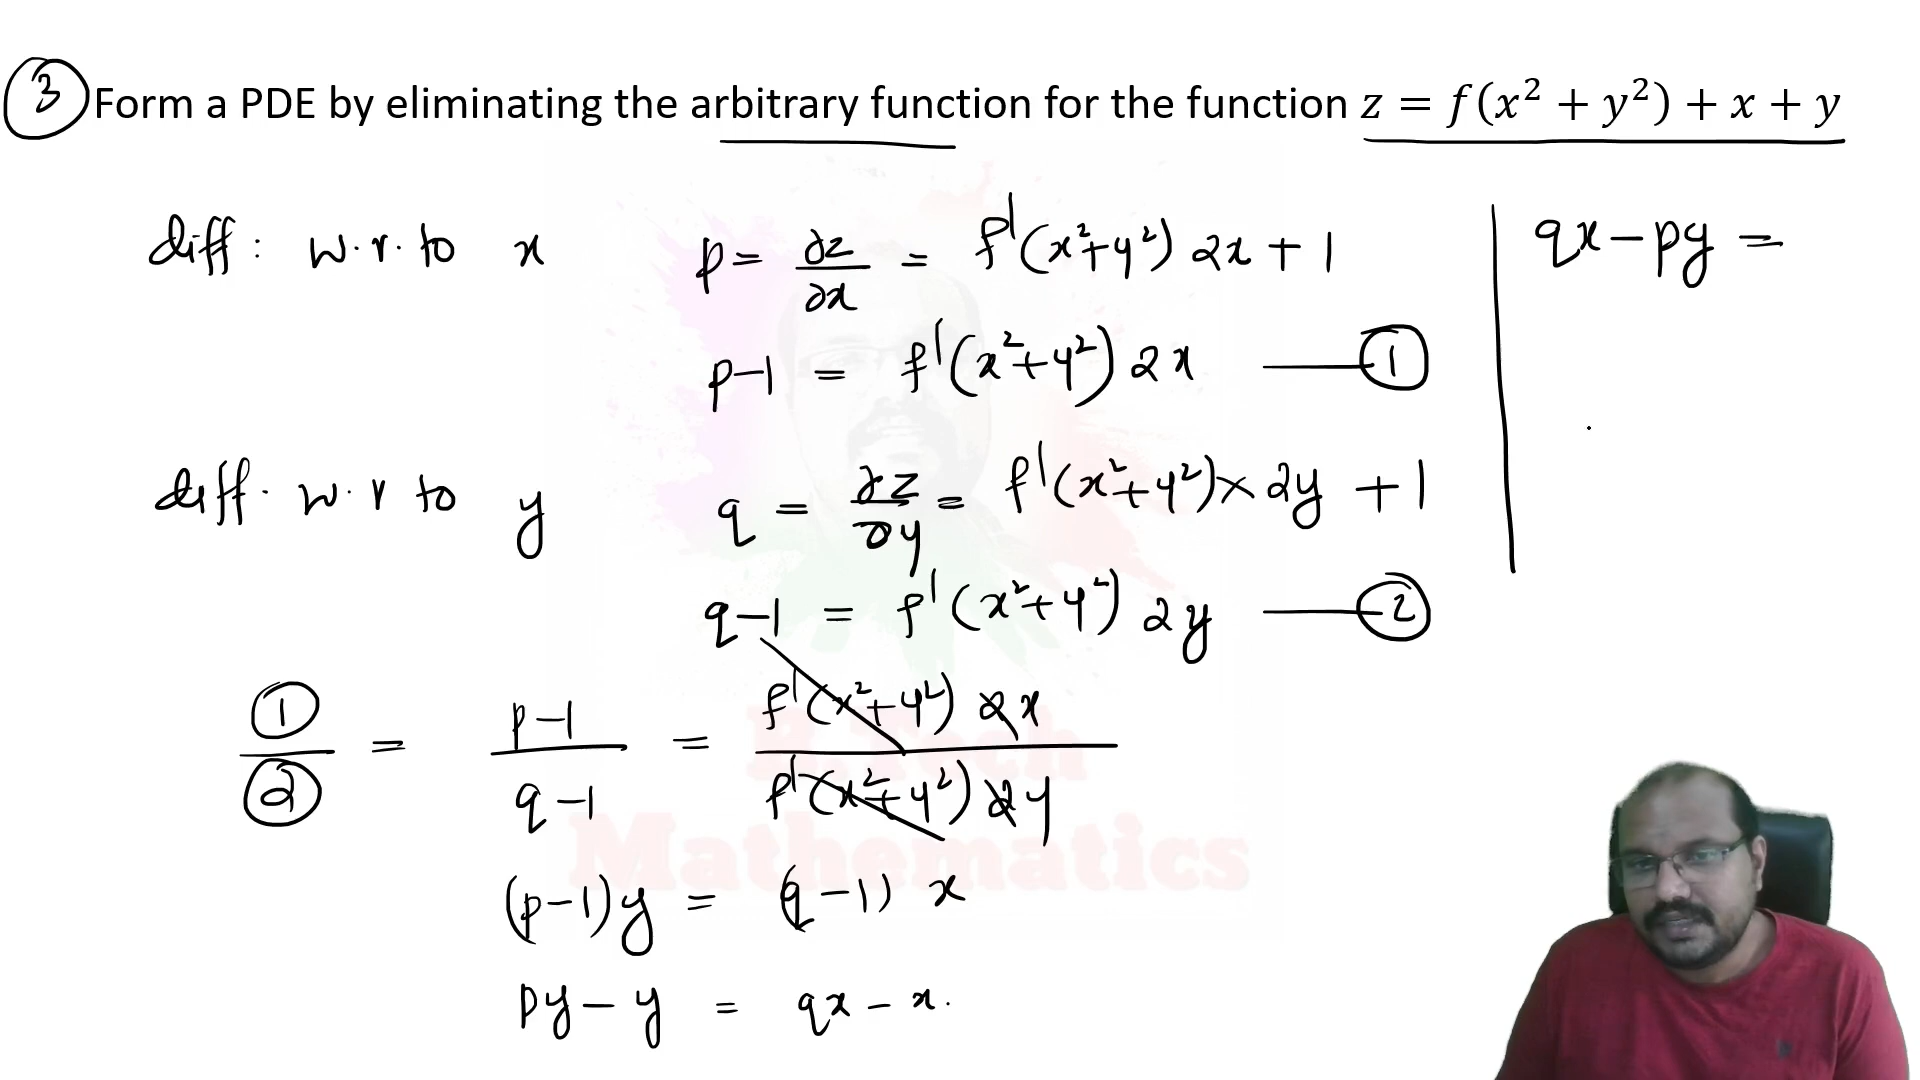 3 Form a PDE by eliminating the arbitrary function for the function z = f(x² + y²) + x + y
diff: w.r.to x p = ∂z/∂x = f'(x²+y²) 2x + 1
qx - py =
p-1 = f'(x²+y²) 2x —— 1
diff. w.r to y q = ∂z/∂y = f'(x²+y²) × 2y + 1
q-1 = f'(x²+y²) 2y —— 2
1/2 = p-1/q-1 = f'(x²+y²) 2x / f'(x²+y²) 2y
B.Tech
Mathematics
(p-1)y = (q-1) x
py - y = qx - x.